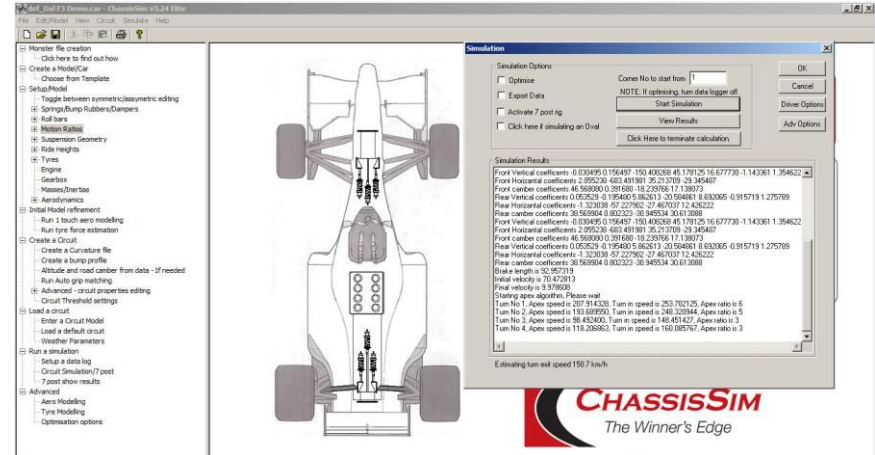 def_Dal F3 Demo.car - ChassisSim v3.24 Elite
File Edit/Model View Circuit Simulate Help
Monster file creation
Click here to find out how
Create a Model/Car
Choose from Template
Setup/Model
Toggle between symmetric/assymetric editing
Springs/Bump Rubbers/Dampers
Roll bars
Motion Ratios
Suspension Geometry
Ride Heights
Tyres
Engine
Gearbox
Masses/Inertias
Aerodynamics
Initial Model refinement
Run 1 touch aero modelling
Run tyre force estimation
Create a Circuit
Create a Curvature file
Create a bump profile
Altitude and road camber from data - If needed
Run Auto grip matching
Advanced - circuit properties editing
Circuit Threshold settings
Load a circuit
Enter a Circuit Model
Load a default circuit
Weather Parameters
Run a simulation
Setup a data log
Circuit Simulation/7 post
7 post show results
Advanced
Aero Modelling
Tyre Modelling
Optimisation options
Simulation
Simulation Options
Optimise
Export Data
Activate 7 post rig
Click here if simulating an Oval
Corner No to start from 1
NOTE: If optimising, turn data logger off.
Start Simulation
View Results
Click Here to terminate calculation.
OK
Cancel
Driver Options
Adv Options
Simulation Results
Front Vertical coefficents -0.030495 0.156497 -150.406268 45.178125 16.677730 -1.143361 1.354622
Front Horizantal coefficents 2.055238 -683.491981 35.213709 -29.345487
Front camber coefficents 46.568080 0.391680 -18.239766 17.138073
Rear Vertical coefficents 0.053529 -0.195480 5.862613 -20.584861 8.692065 -0.915719 1.275789
Rear Horizantal coefficents -1.323038 -57.227902 -27.467037 12.426222
Rear camber coefficents 38.569904 0.802323 -30.945534 30.613088
Front Vertical coefficents -0.030495 0.156497 -150.406268 45.178125 16.677730 -1.143361 1.354622
Front Horizantal coefficents 2.055238 -683.491981 35.213709 -29.345487
Front camber coefficents 46.568080 0.391680 -18.239766 17.138073
Rear Vertical coefficents 0.053529 -0.195480 5.862613 -20.584861 8.692065 -0.915719 1.275789
Rear Horizantal coefficents -1.323038 -57.227902 -27.467037 12.426222
Rear camber coefficents 38.569904 0.802323 -30.945534 30.613088
Brake length is 92.957319
Initial velocity is 70.472813
Final velocity is 9.978608
Starting apex algorithm, Please wait
Turn No 1, Apex speed is 207.914328, Turn in speed is 253.702125, Apex ratio is 6
Turn No 2, Apex speed is 193.689550, Turn in speed is 248.320944, Apex ratio is 5
Turn No 3, Apex speed is 98.492400, Turn in speed is 148.451427, Apex ratio is 3
Turn No 4, Apex speed is 118.206863, Turn in speed is 160.085767, Apex ratio is 3
Estimating turn exit speed 150.7 km/h
CHASSISSIM
The Winner's Edge